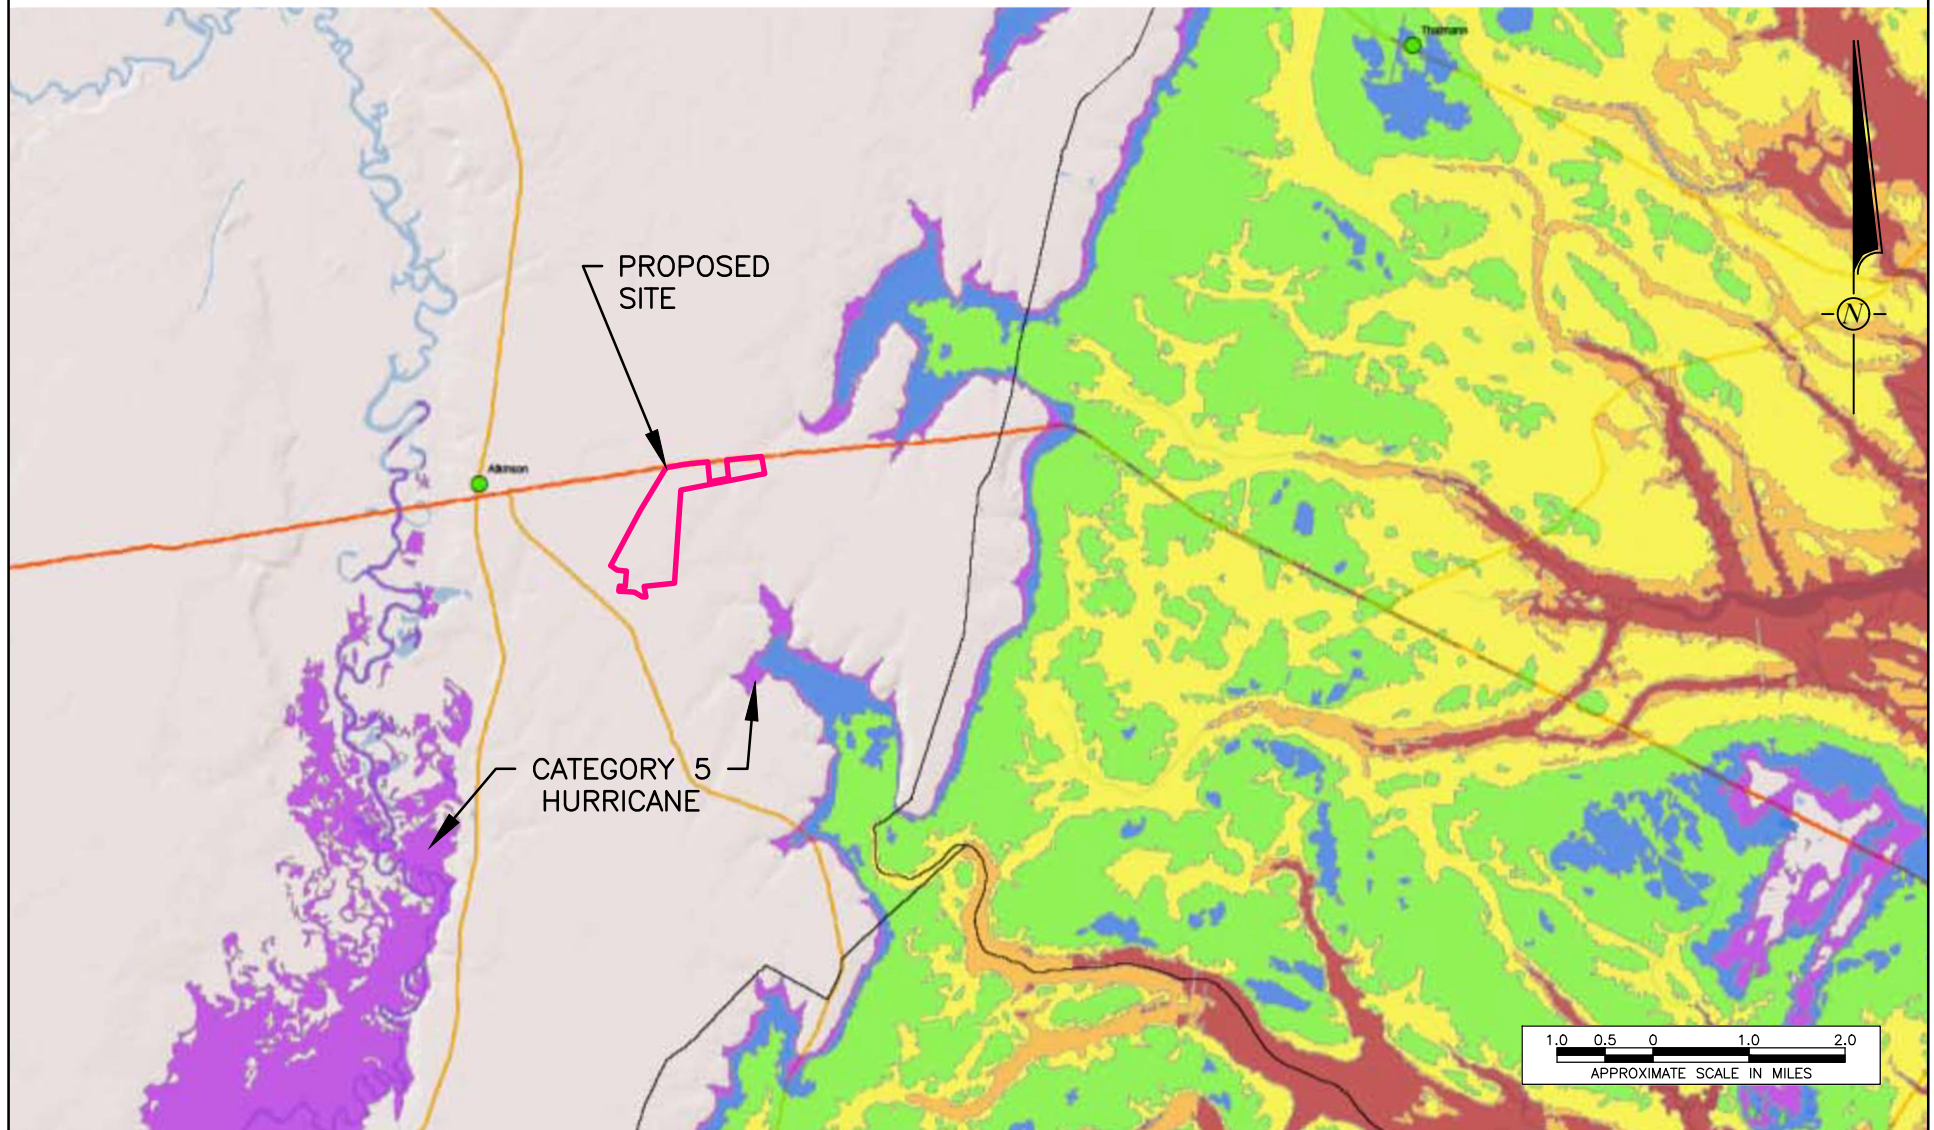 Thalmann
PROPOSED
SITE
N
Atkinson
CATEGORY 5
HURRICANE
1.0 0.5 0 1.0 2.0
APPROXIMATE SCALE IN MILES